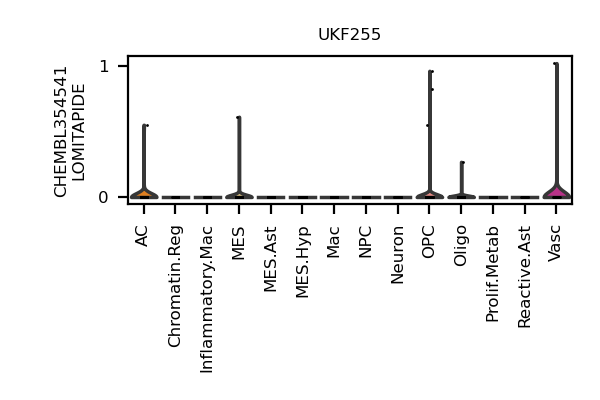 UKF255
CHEMBL354541
LOMITAPIDE
1
0
AC
Chromatin.Reg
Inflammatory.Mac
MES
MES.Ast
MES.Hyp
Mac
NPC
Neuron
OPC
Oligo
Prolif.Metab
Reactive.Ast
Vasc